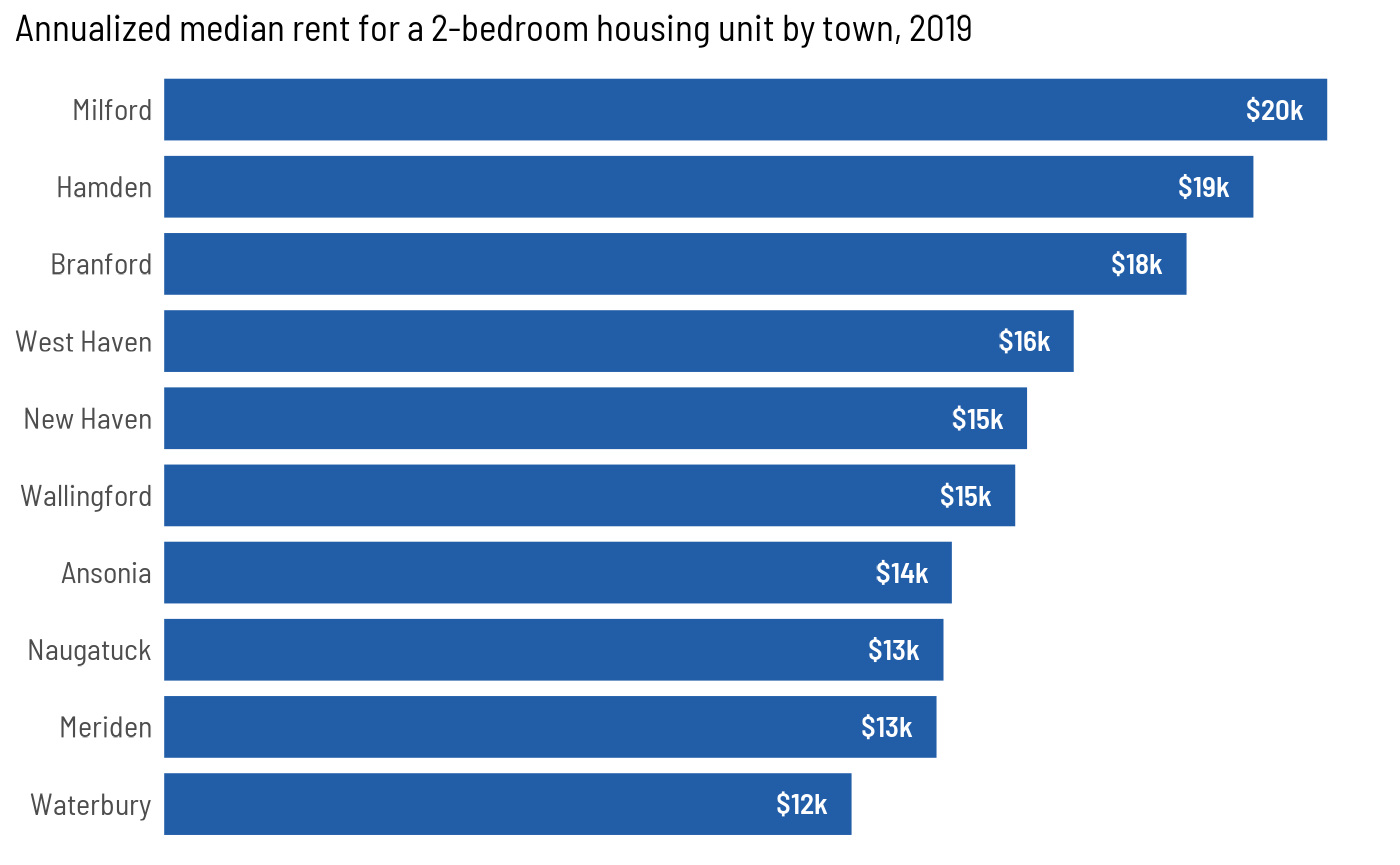 Annualized median rent for a 2-bedroom housing unit by town, 2019
Milford $20k
Hamden $19k
Branford $18k
West Haven $16k
New Haven $15k
Wallingford $15k
Ansonia $14k
Naugatuck $13k
Meriden $13k
Waterbury $12k